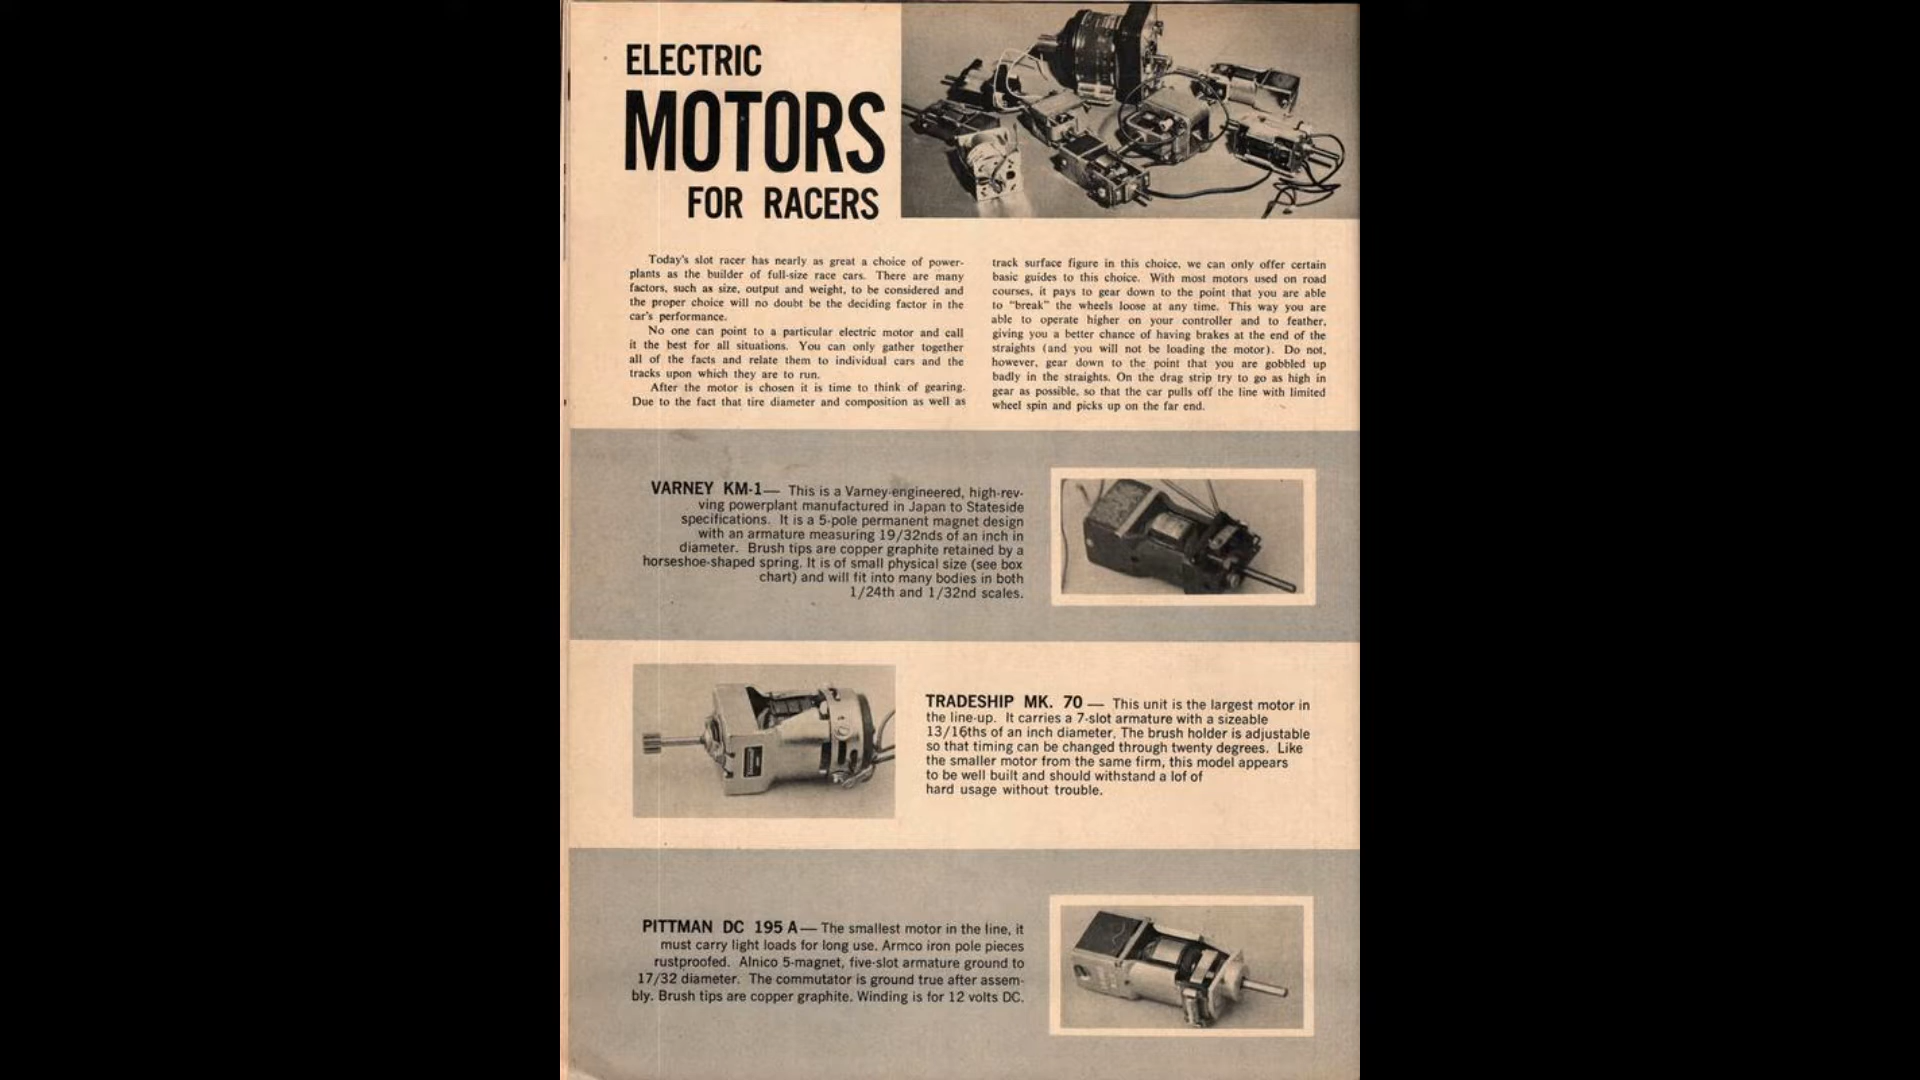 ELECTRIC
MOTORS
FOR RACERS
Today's slot racer has nearly as great a choice of power-
plants as the builder of full-size race cars. There are many
factors, such as size, output and weight, to be considered and
the proper choice will no doubt be the deciding factor in the
car's performance.
No one can point to a particular electric motor and call
it the best for all situations. You can only gather together
all of the facts and relate them to individual cars and the
tracks upon which they are to run.
After the motor is chosen it is time to think of gearing.
Due to the fact that tire diameter and composition as well as
track surface figure in this choice, we can only offer certain
basic guides to this choice. With most motors used on road
courses, it pays to gear down to the point that you are able
to "break" the wheels loose at any time. This way you are
able to operate higher on your controller and to feather,
giving you a better chance of having brakes at the end of the
straights (and you will not be loading the motor). Do not,
however, gear down to the point that you are gobbled up
badly in the straights. On the drag strip try to go as high in
gear as possible, so that the car pulls off the line with limited
wheel spin and picks up on the far end.
VARNEY KM-1— This is a Varney-engineered, high-rev-
ving powerplant manufactured in Japan to Stateside
specifications. It is a 5-pole permanent magnet design
with an armature measuring 19/32nds of an inch in
diameter. Brush tips are copper graphite retained by a
horseshoe-shaped spring. It is of small physical size (see box
chart) and will fit into many bodies in both
1/24th and 1/32nd scales.
TRADESHIP MK. 70 — This unit is the largest motor in
the line-up. It carries a 7-slot armature with a sizeable
13/16ths of an inch diameter. The brush holder is adjustable
so that timing can be changed through twenty degrees. Like
the smaller motor from the same firm, this model appears
to be well built and should withstand a lof of
hard usage without trouble.
PITTMAN DC 195 A— The smallest motor in the line, it
must carry light loads for long use. Armco iron pole pieces
rustproofed. Alnico 5-magnet, five-slot armature ground to
17/32 diameter. The commutator is ground true after assem-
bly. Brush tips are copper graphite. Winding is for 12 volts DC.